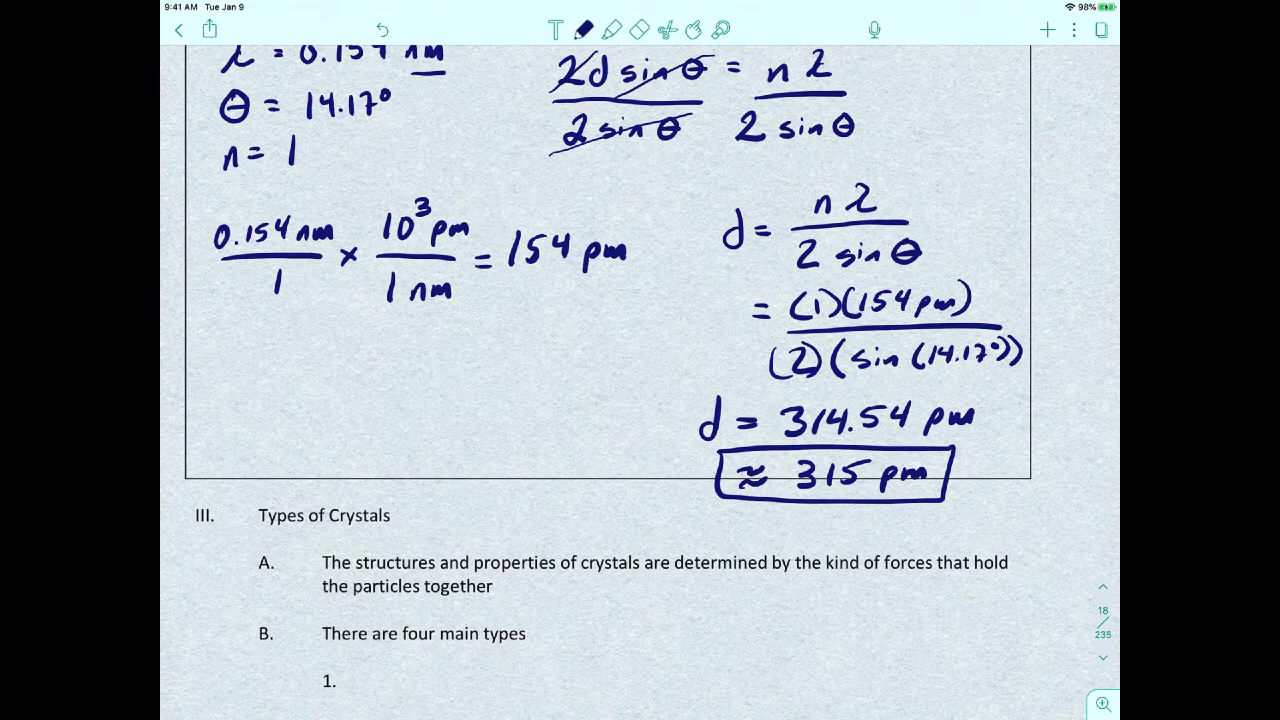 9:41 AM Tue Jan 9
98%
T
λ = 0.154 nm
θ = 14.17°
n = 1
2d sin θ / 2 sin θ = n λ / 2 sin θ
0.154 nm / 1 × 10³ pm / 1 nm = 154 pm
d = n λ / 2 sin θ
= (1)(154 pm) / (2)(sin (14.17°))
d = 314.54 pm
≈ 315 pm
III. Types of Crystals
A. The structures and properties of crystals are determined by the kind of forces that hold
the particles together
B. There are four main types
1.
18
/
235